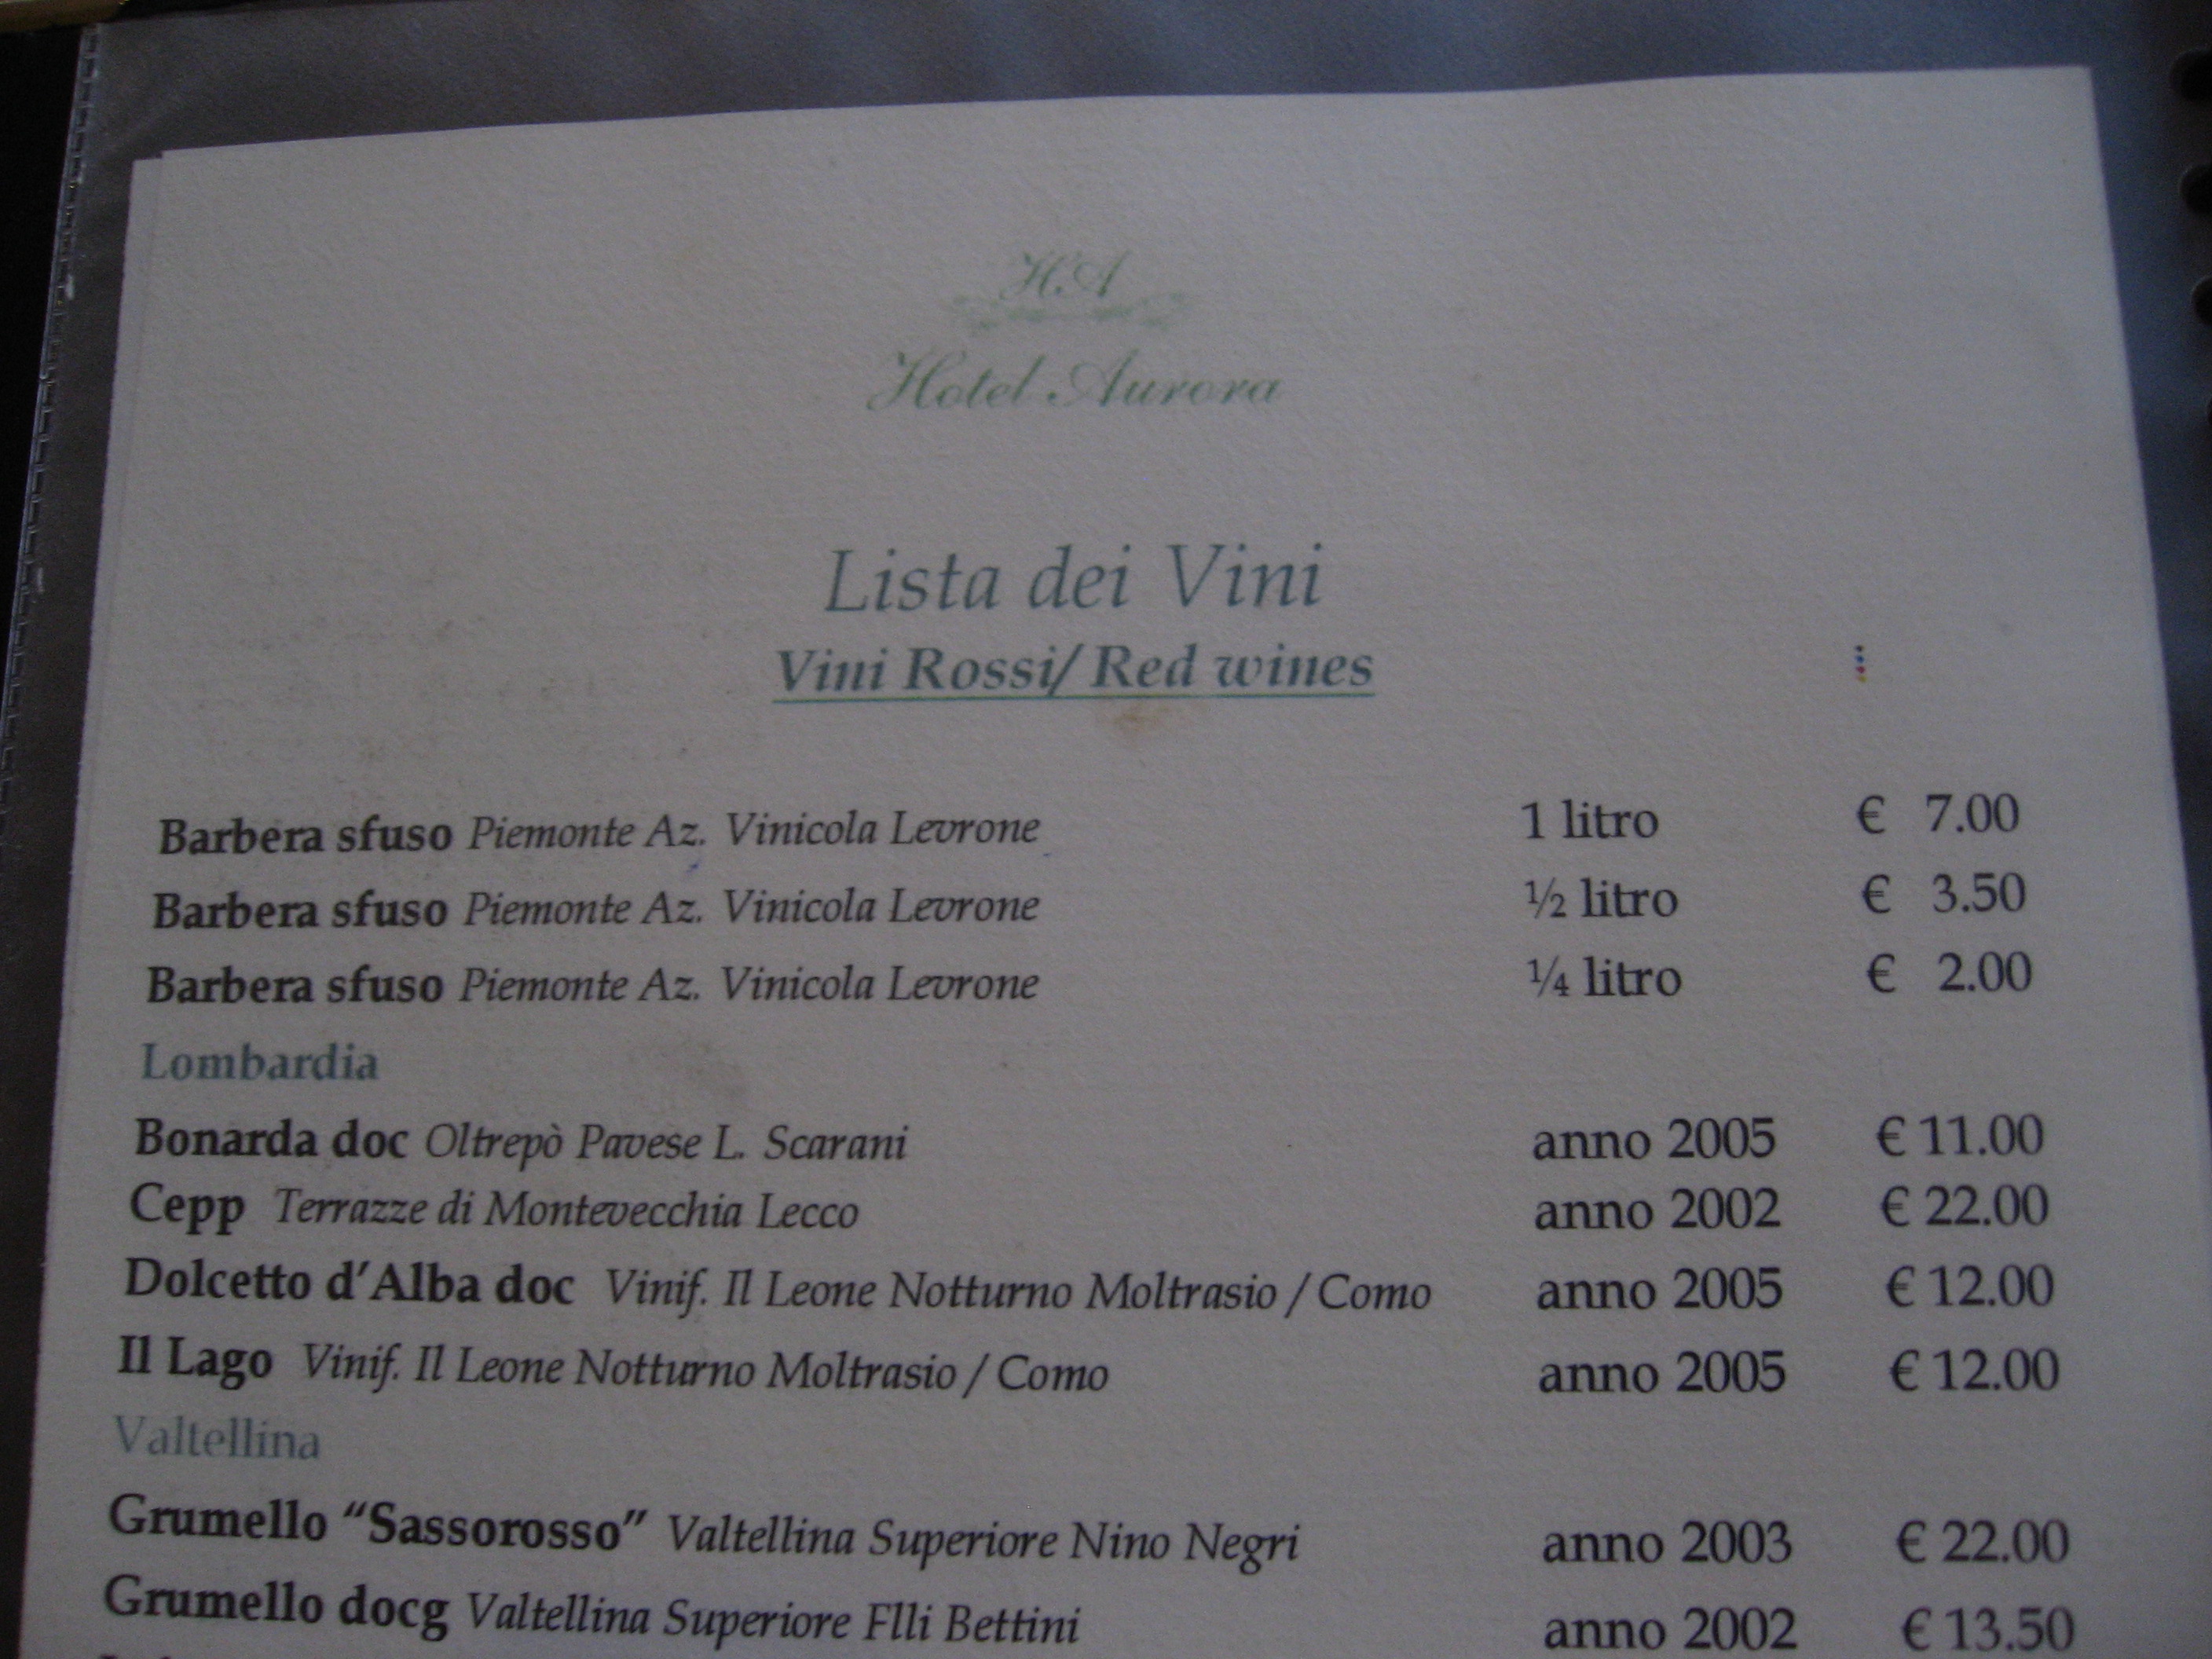 H.A
Hotel Aurora
Lista dei Vini
Vini Rossi/ Red wines
Barbera sfuso Piemonte Az. Vinicola Levrone 1 litro € 7.00
Barbera sfuso Piemonte Az. Vinicola Levrone ½ litro € 3.50
Barbera sfuso Piemonte Az. Vinicola Levrone ¼ litro € 2.00
Lombardia
Bonarda doc Oltrepò Pavese L. Scarani anno 2005 € 11.00
Cepp Terrazze di Montevecchia Lecco anno 2002 € 22.00
Dolcetto d'Alba doc Vinif. Il Leone Notturno Moltrasio / Como anno 2005 € 12.00
Il Lago Vinif. Il Leone Notturno Moltrasio / Como anno 2005 € 12.00
Valtellina
Grumello “Sassorosso” Valtellina Superiore Nino Negri anno 2003 € 22.00
Grumello docg Valtellina Superiore Flli Bettini anno 2002 € 13.50